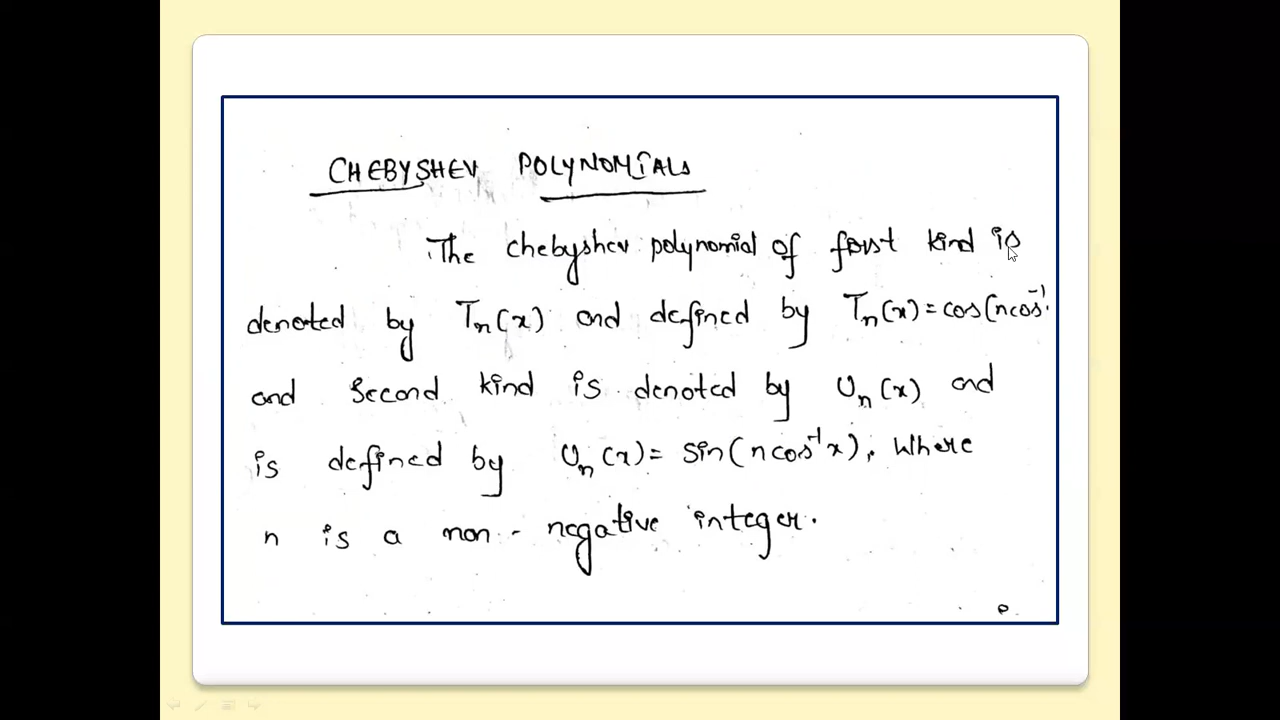 CHEBYSHEV POLYNOMIALS
The chebyshev polynomial of first kind is
denoted by Tₙ(x) and defined by Tₙ(x)=cos(ncos⁻¹
and second kind is denoted by Uₙ(x) and
is defined by Uₙ(x)= sin(ncos⁻¹x), where
n is a non-negative integer.